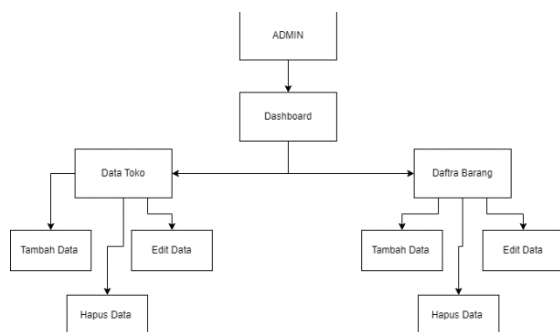 ADMIN
Dashboard
Data Toko
Daftra Barang
Tambah Data
Edit Data
Tambah Data
Edit Data
Hapus Data
Hapus Data